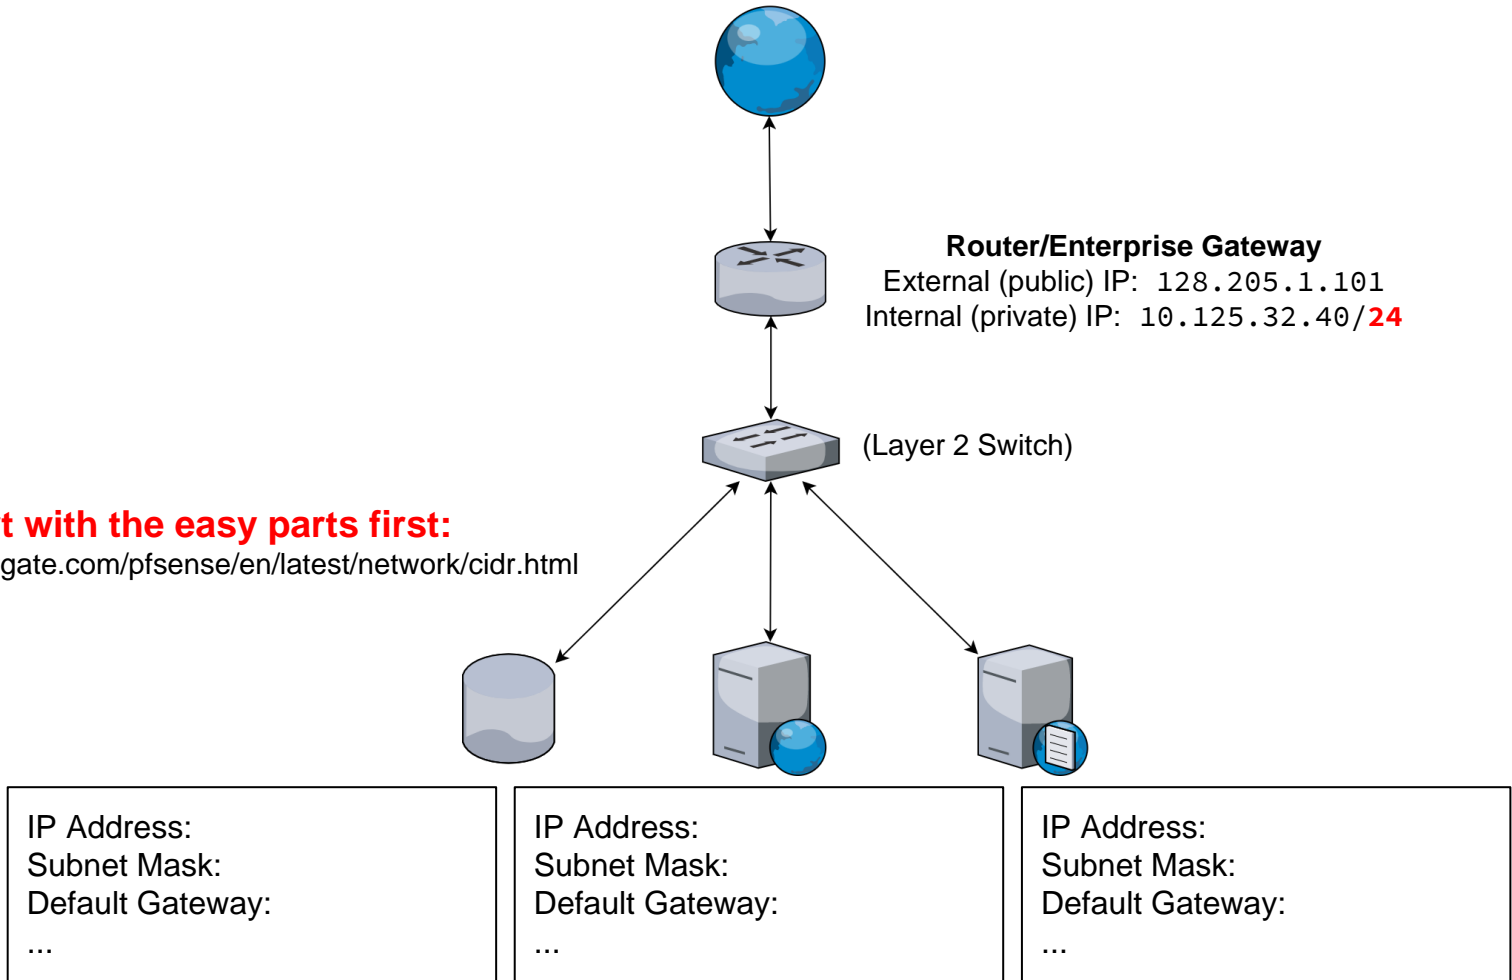 Router/Enterprise Gateway
External (public) IP: 128.205.1.101
Internal (private) IP: 10.125.32.40/24
(Layer 2 Switch)
t with the easy parts first:
gate.com/pfsense/en/latest/network/cidr.html
IP Address:
Subnet Mask:
Default Gateway:
...
IP Address:
Subnet Mask:
Default Gateway:
...
IP Address:
Subnet Mask:
Default Gateway:
...